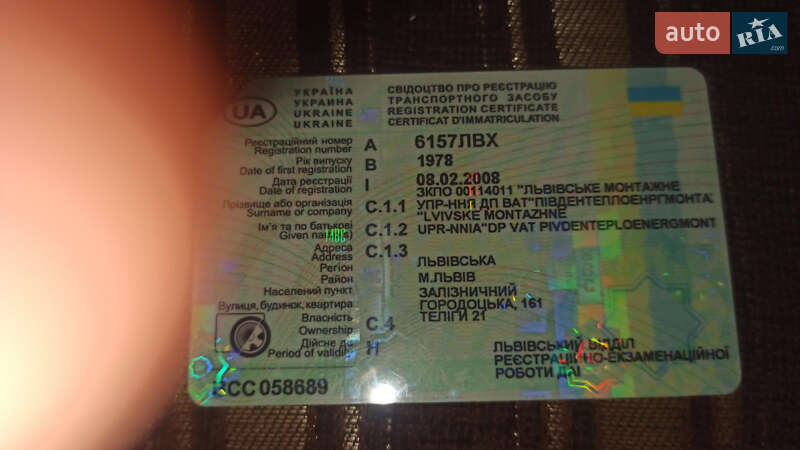 auto RIA.com
УКРАЇНА
УКРАИНА
UKRAINE
UKRAINE
UA
СВІДОЦТВО ПРО РЕЄСТРАЦІЮ
ТРАНСПОРТНОГО ЗАСОБУ
REGISTRATION CERTIFICATE
CERTIFICAT D'IMMATRICULATION
Реєстраційний номер
Registration number
A 6157ЛВХ
Рік випуску
Date of first registration
B 1978
Дата реєстрації
Date of registration
I 08.02.2008
ЗКПО 00114011 "ЛЬВІВСЬКЕ МОНТАЖНЕ
Прізвище або організація
Surname or company
C.1.1 УПР-ННЯ ДП ВАТ"ПІВДЕНТЕПЛОЕНРГМОНТА
"LVIVSKE MONTAZHNE
Ім'я та по батькові
Given name(s)
МВС
C.1.2 UPR-NNIA"DP VAT PIVDENTEPLOENERGMONT
Адреса
Address
C.1.3
Регіон ЛЬВІВСЬКА
Район М.ЛЬВІВ
Населений пункт ЗАЛІЗНИЧНИЙ
Вулиця, будинок, квартира ГОРОДОЦЬКА, 161
ТЕЛІГИ 21
Власність
Ownership
C.4
Дійсне до
Period of validity
H
ЛЬВІВСЬКИЙ ВІДДІЛ
РЕЄСТРАЦІЙНО-ЕКЗАМЕНАЦІЙНОЇ
РОБОТИ ДАІ
СС 058689